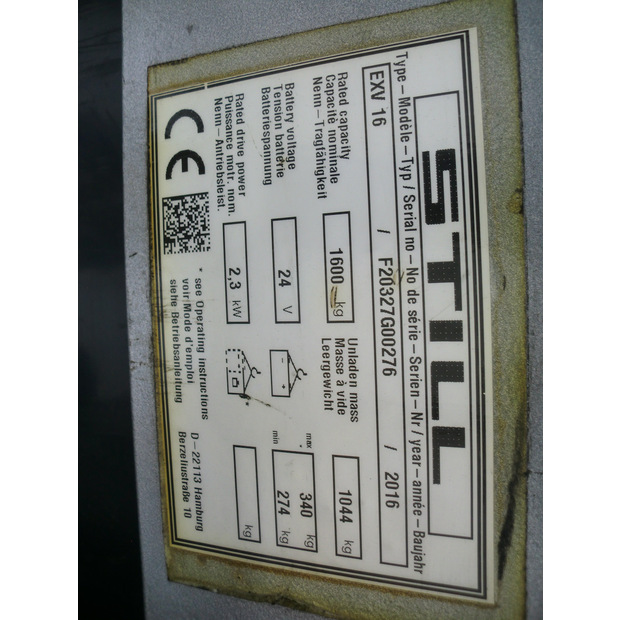 STILL
Type–Modèle–Typ / Serial no–No de série–Serien–Nr / year–année–Baujahr
EXV 16 / F20327G00276 / 2016
Rated capacity
Capacité nominale
Nenn–Tragfähigkeit
1600 kg
Unladen mass
Masse à vide
Leergewicht
1044 kg
Battery voltage
Tension batterie
Batteriespannung
24 V
- +
max
min
340 kg
274 kg
Rated drive power
Puissance motr. nom.
Nenn–Antriebsleist.
2,3 kW
*
kg
CE
* see Operating instructions
voir Mode d'emploi
siehe Betriebsanleitung
D–22113 Hamburg
Berzeliusstraße 10